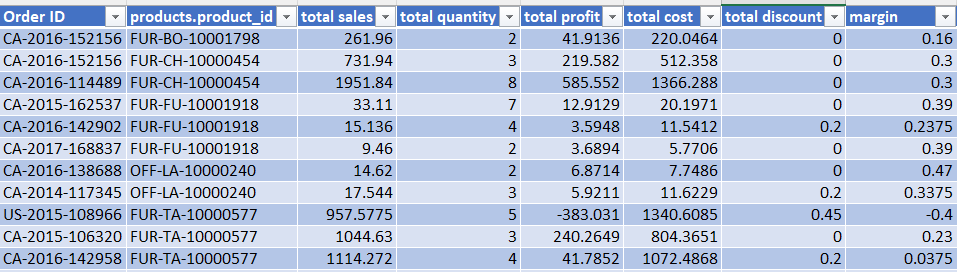 Order ID products.product_id total sales total quantity total profit total cost total discount margin
CA-2016-152156 FUR-BO-10001798 261.96 2 41.9136 220.0464 0 0.16
CA-2016-152156 FUR-CH-10000454 731.94 3 219.582 512.358 0 0.3
CA-2016-114489 FUR-CH-10000454 1951.84 8 585.552 1366.288 0 0.3
CA-2015-162537 FUR-FU-10001918 33.11 7 12.9129 20.1971 0 0.39
CA-2016-142902 FUR-FU-10001918 15.136 4 3.5948 11.5412 0.2 0.2375
CA-2017-168837 FUR-FU-10001918 9.46 2 3.6894 5.7706 0 0.39
CA-2016-138688 OFF-LA-10000240 14.62 2 6.8714 7.7486 0 0.47
CA-2014-117345 OFF-LA-10000240 17.544 3 5.9211 11.6229 0.2 0.3375
US-2015-108966 FUR-TA-10000577 957.5775 5 -383.031 1340.6085 0.45 -0.4
CA-2015-106320 FUR-TA-10000577 1044.63 3 240.2649 804.3651 0 0.23
CA-2016-142958 FUR-TA-10000577 1114.272 4 41.7852 1072.4868 0.2 0.0375